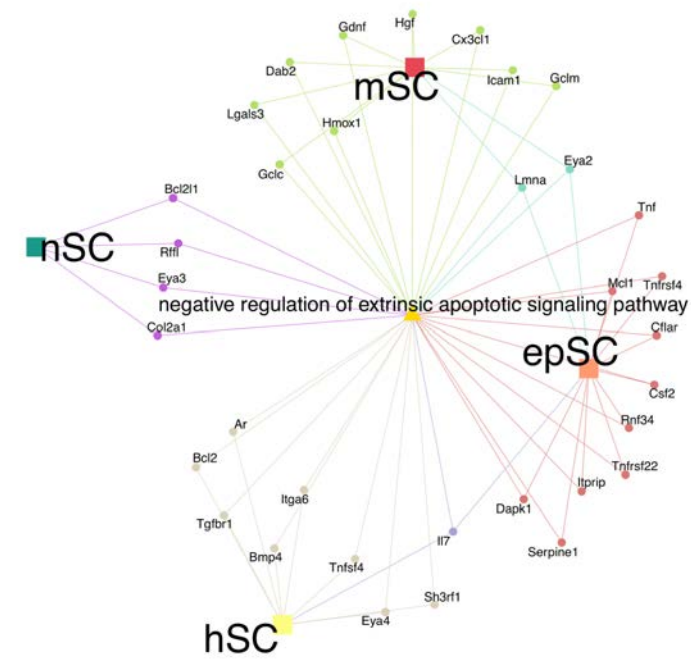 Hgf
Gdnf
Cx3cl1
Dab2
mSC
Icam1
Gclm
Lgals3
Hmox1
Gclc
Eya2
Lmna
Bcl2l1
Tnf
nSC
Rffl
Eya3
Mcl1
Tnfrsf4
negative regulation of extrinsic apoptotic signaling pathway
Col2a1
Cflar
epSC
Csf2
Ar
Rnf34
Bcl2
Tnfrsf22
Itga6
Itprip
Dapk1
Tgfbr1
Il7
Bmp4
Serpine1
Tnfsf4
Sh3rf1
Eya4
hSC